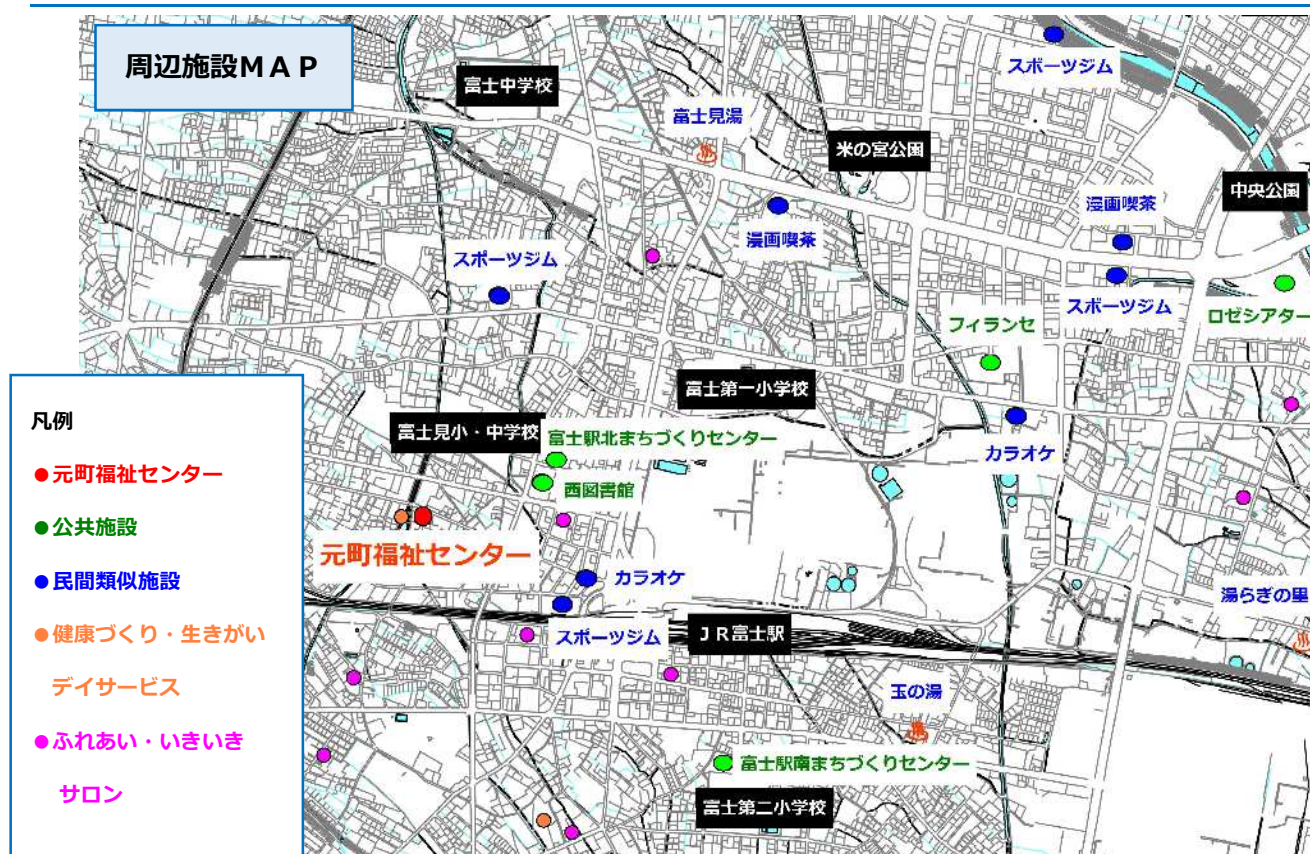 周辺施設ＭＡＰ
スポーツジム
富士中学校
富士見湯
米の宮公園
中央公園
漫画喫茶
漫画喫茶
スポーツジム
スポーツジム
ロゼシアター
フィランセ
富士第一小学校
凡例
富士見小・中学校
富士駅北まちづくりセンター
カラオケ
●元町福祉センター
西図書館
●公共施設
元町福祉センター
●民間類似施設
カラオケ
湯らぎの里
●健康づくり・生きがい
デイサービス
スポーツジム
ＪＲ富士駅
玉の湯
●ふれあい・いきいき
サロン
富士駅南まちづくりセンター
富士第二小学校